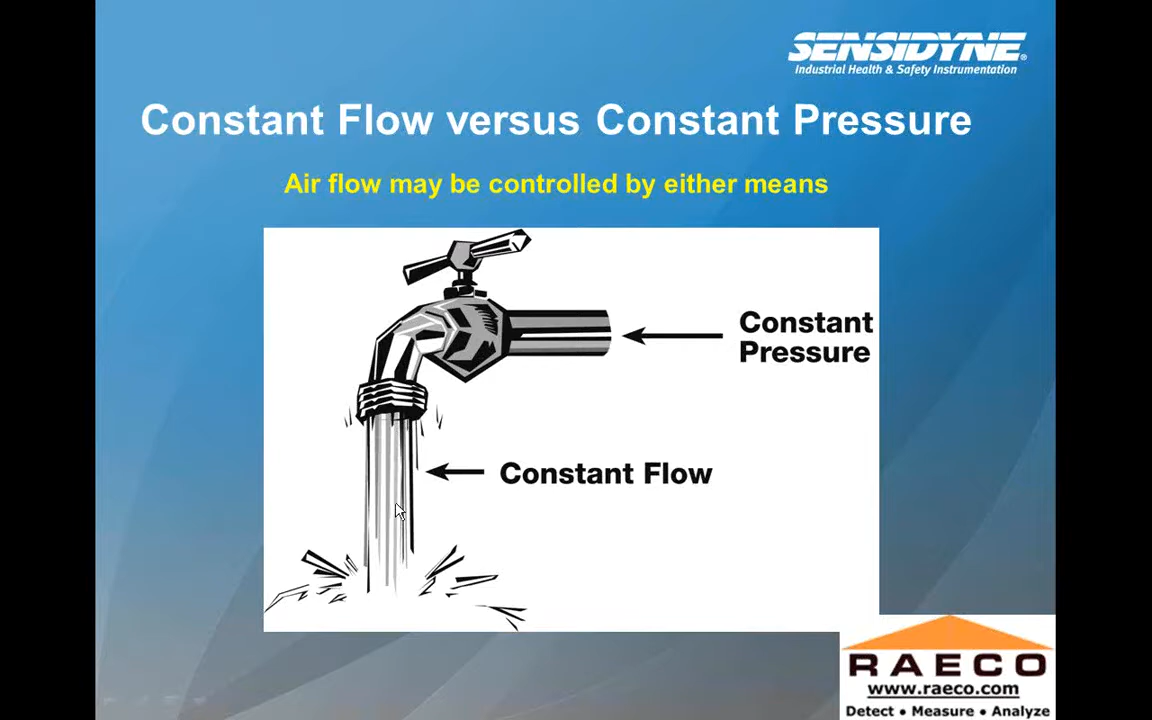 SENSIDYNE®
Industrial Health & Safety Instrumentation
Constant Flow versus Constant Pressure
Air flow may be controlled by either means
Constant
Pressure
Constant Flow
RAECO
www.raeco.com
Detect • Measure • Analyze